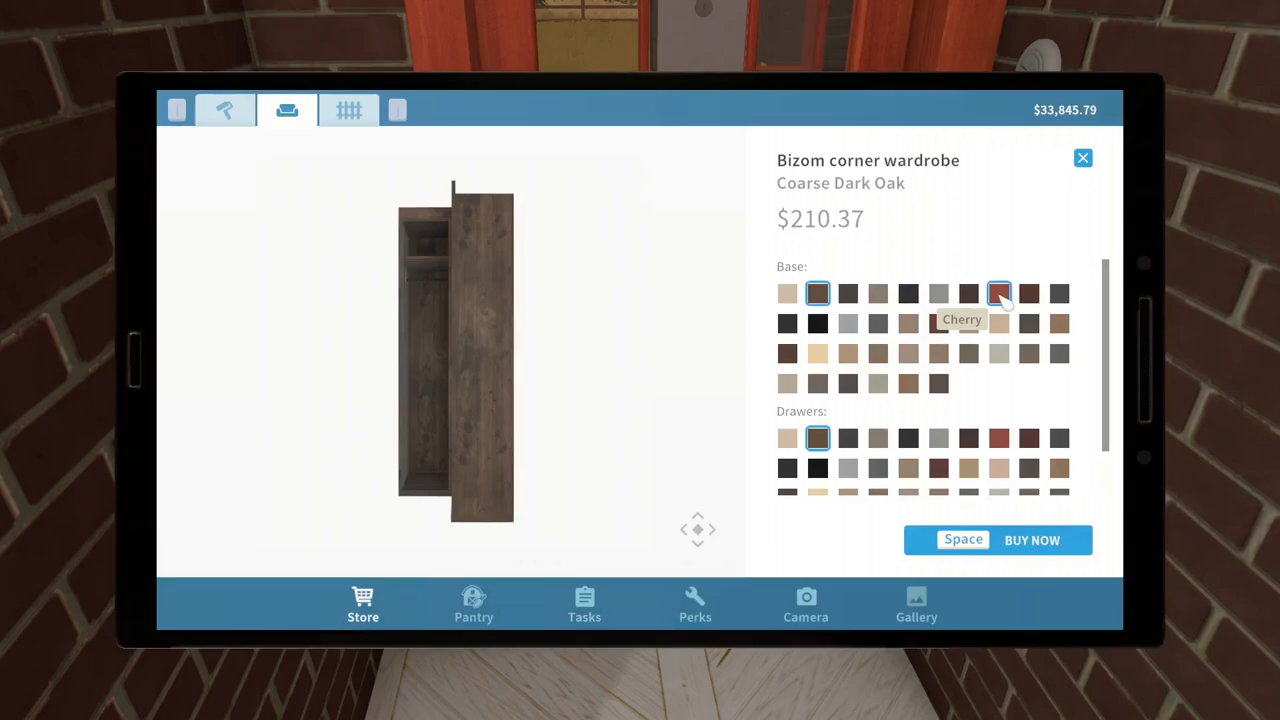 $33,845.79
Bizom corner wardrobe
Coarse Dark Oak
$210.37
Base:
Cherry
Drawers:
Space BUY NOW
Store Pantry Tasks Perks Camera Gallery